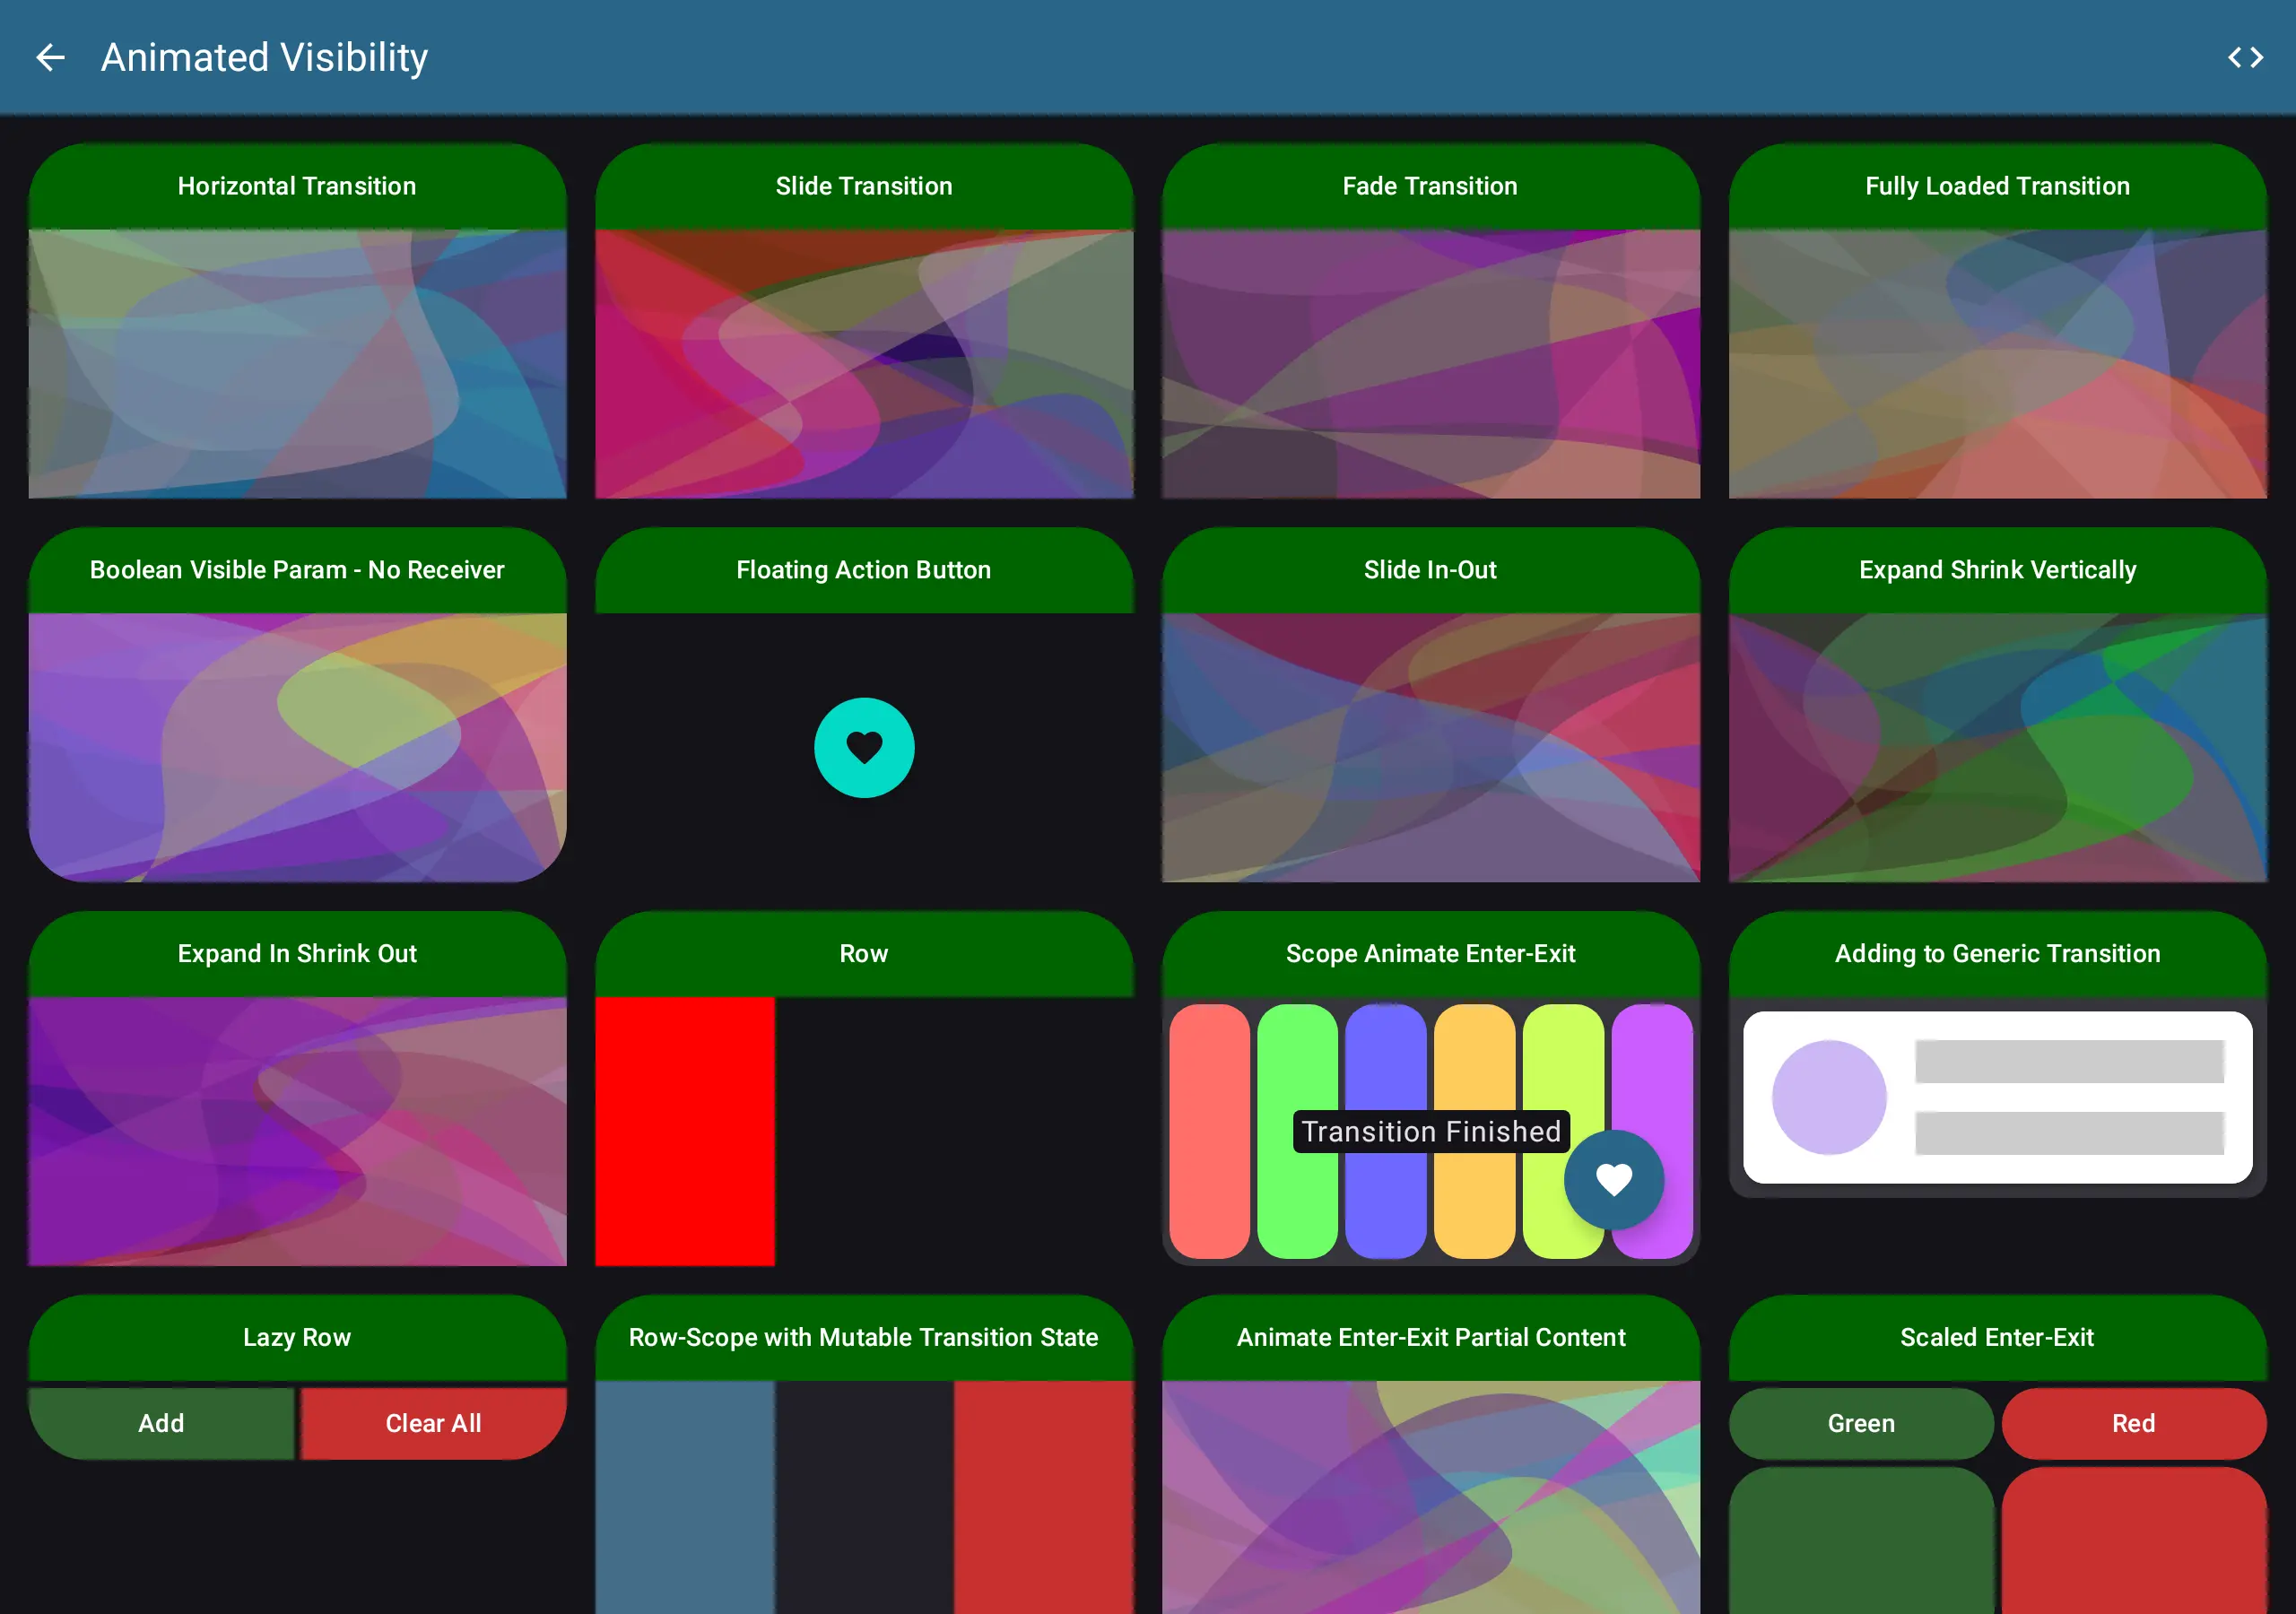 Animated Visibility
Horizontal Transition
Slide Transition
Fade Transition
Fully Loaded Transition
Boolean Visible Param - No Receiver
Floating Action Button
Slide In-Out
Expand Shrink Vertically
Expand In Shrink Out
Row
Scope Animate Enter-Exit
Adding to Generic Transition
Transition Finished
Lazy Row
Row-Scope with Mutable Transition State
Animate Enter-Exit Partial Content
Scaled Enter-Exit
Add
Clear All
Green
Red